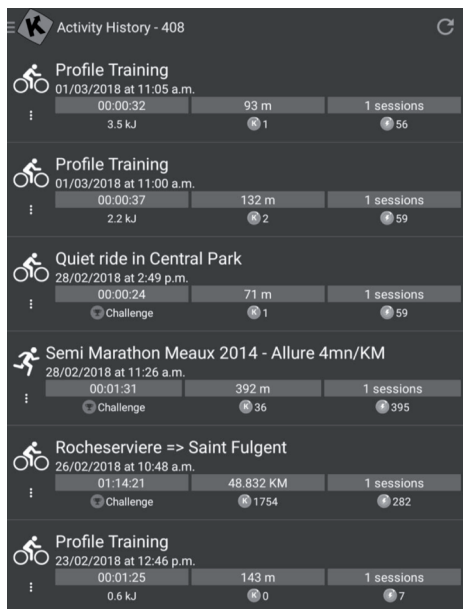 K Activity History - 408
Profile Training
01/03/2018 at 11:05 a.m.
00:00:32 93 m 1 sessions
3.5 kJ K 1 56
Profile Training
01/03/2018 at 11:00 a.m.
00:00:37 132 m 1 sessions
2.2 kJ K 2 59
Quiet ride in Central Park
28/02/2018 at 2:49 p.m.
00:00:24 71 m 1 sessions
Challenge K 1 59
Semi Marathon Meaux 2014 - Allure 4mn/KM
28/02/2018 at 11:26 a.m.
00:01:31 392 m 1 sessions
Challenge K 36 395
Rocheserviere => Saint Fulgent
26/02/2018 at 10:48 a.m.
01:14:21 48.832 KM 1 sessions
Challenge K 1754 282
Profile Training
23/02/2018 at 12:46 p.m.
00:01:25 143 m 1 sessions
0.6 kJ K 0 7